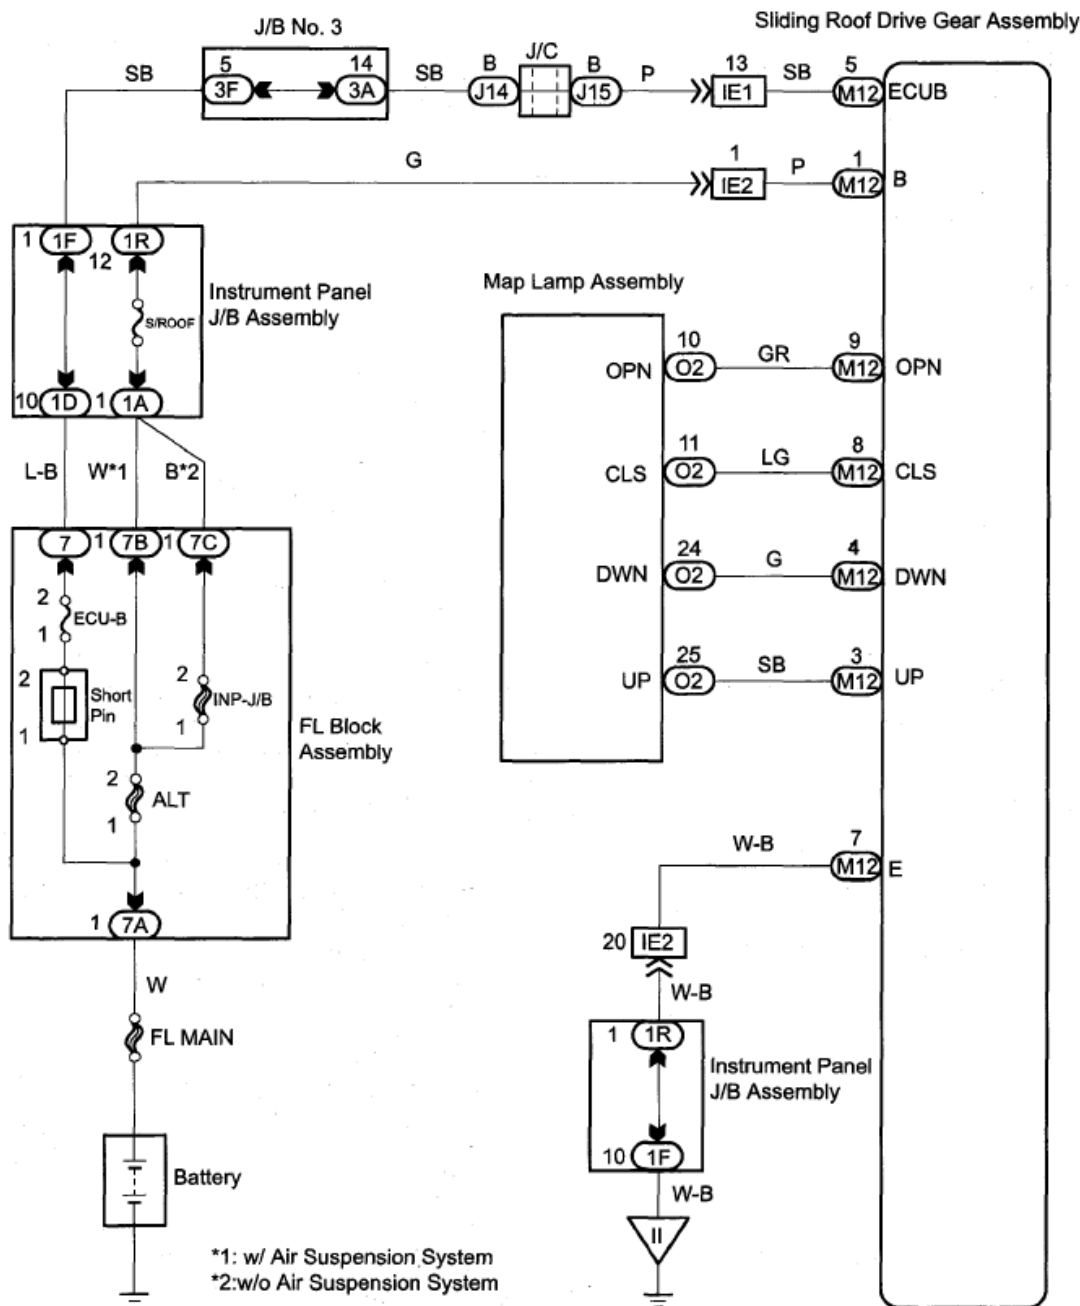 Sliding Roof Drive Gear Assembly
J/B No. 3
SB
5
3F
14
3A
SB
B
J14
J/C
B
J15
P
13
IE1
SB
5
M12
ECUB
G
1
IE2
P
1
M12
B
1
1F
12
1R
S/ROOF
Instrument Panel
J/B Assembly
10
1D
1
1A
L-B
W*1
B*2
Map Lamp Assembly
OPN
10
O2
GR
9
M12
OPN
CLS
11
O2
LG
8
M12
CLS
DWN
24
O2
G
4
M12
DWN
UP
25
O2
SB
3
M12
UP
7
1
7B
1
7C
2
ECU-B
1
2
Short
Pin
1
2
INP-J/B
1
FL Block
Assembly
2
ALT
1
1
7A
W
FL MAIN
Battery
W-B
7
M12
E
20
IE2
W-B
1
1R
Instrument Panel
J/B Assembly
10
1F
W-B
II
*1: w/ Air Suspension System
*2:w/o Air Suspension System